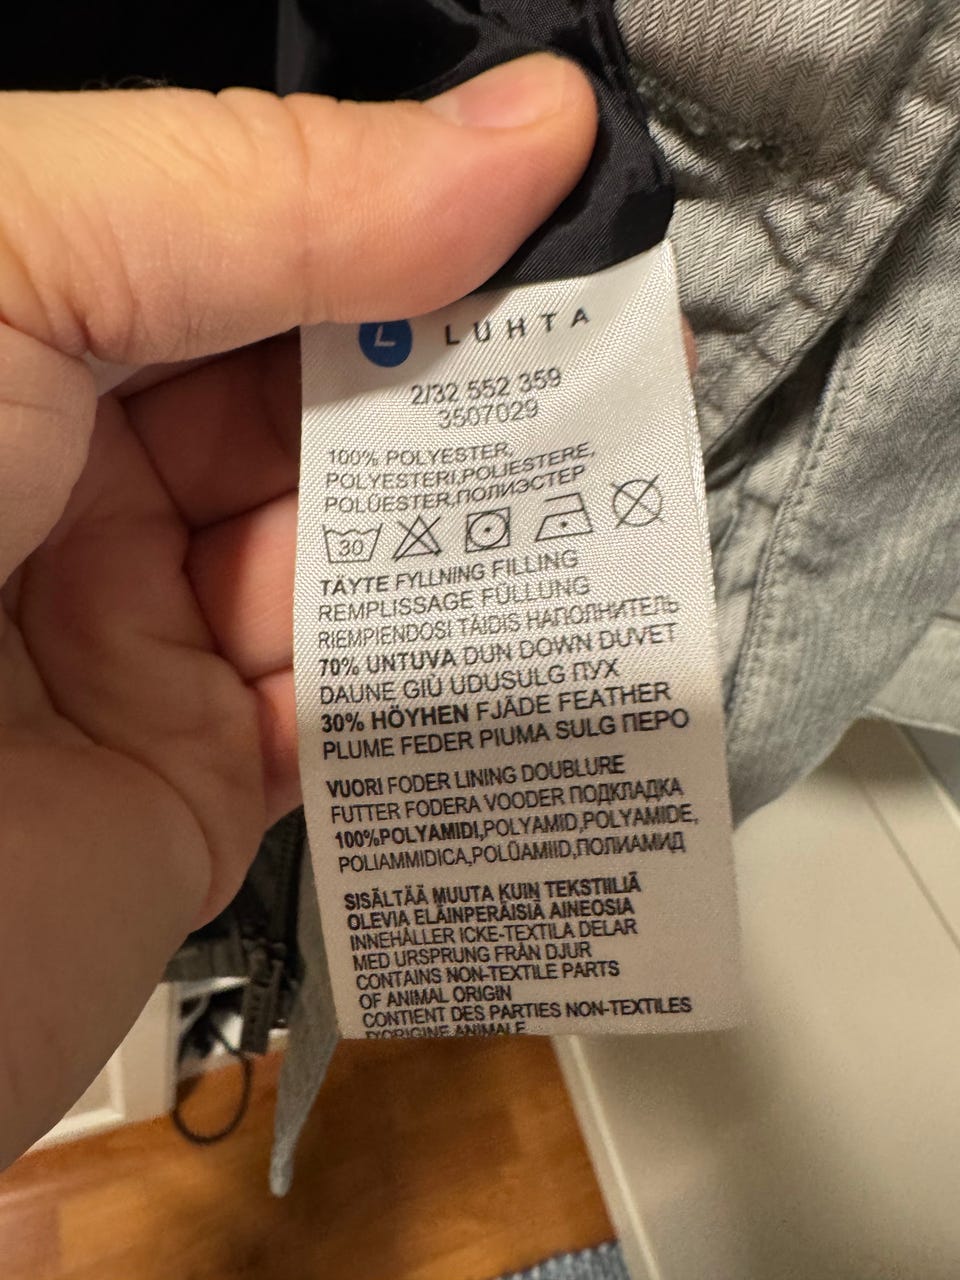 L LUHTA
2/32 552 359
3507029
100% POLYESTER,
POLYESTERI,POLIESTERE,
POLÜESTER,ПОЛИЭСТЕР
30
TÄYTE FYLLNING FILLING
REMPLISSAGE FÜLLUNG
RIEMPIENDOSI TÄIDIS НАПОЛНИТЕЛЬ
70% UNTUVA DUN DOWN DUVET
DAUNE GIÙ UDUSULG ПУХ
30% HÖYHEN FJÄDE FEATHER
PLUME FEDER PIUMA SULG ПЕРО
VUORI FODER LINING DOUBLURE
FUTTER FODERA VOODER ПОДКЛАДКА
100%POLYAMIDI,POLYAMID,POLYAMIDE,
POLIAMMIDICA,POLÜAMIID,ПОЛИАМИД
SISÄLTÄÄ MUUTA KUIN TEKSTIILIÄ
OLEVIA ELÄINPERÄISIÄ AINEOSIA
INNEHÅLLER ICKE-TEXTILA DELAR
MED URSPRUNG FRÅN DJUR
CONTAINS NON-TEXTILE PARTS
OF ANIMAL ORIGIN
CONTIENT DES PARTIES NON-TEXTILES
D'ORIGINE ANIMALE